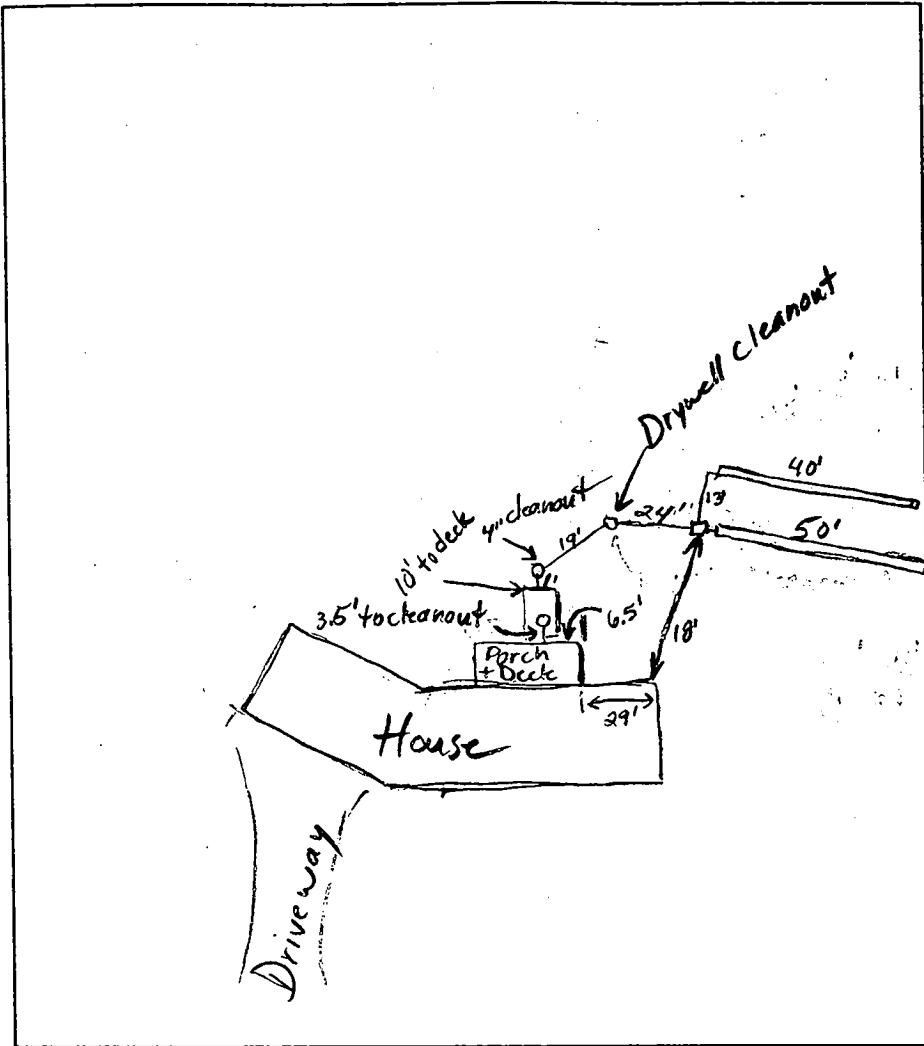 Drywell Cleanout
40'
13'
24'
50'
4" cleanout
19'
10' to deck
1'
3.5' to cleanout
6.5'
18'
Porch
+ Deck
29'
House
Driveway